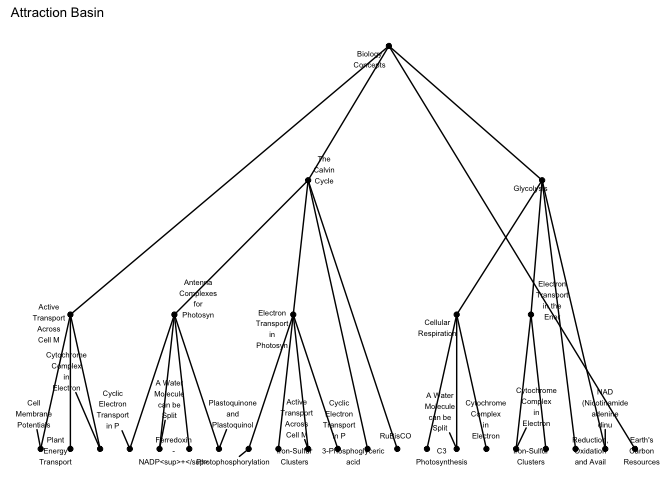 Attraction Basin
Biology
Concepts
The
Calvin
Cycle
Glycolysis
Antenna
Complexes
for
Photosyn
Active
Transport
Across
Cell M
Electron
Transport
in
Photosyn
Electron
Transport
in the
Cellular
Respiration
Cytochrome
Complex
in
Electron
Cell
Membrane
Potentials
Cyclic
Electron
Transport
in P
A Water
Molecule
can be
Split
Plastoquinone
and
Plastoquinol
Active
Transport
Across
Cell M
Cyclic
Electron
Transport
in P
RuBisCO
A Water
Molecule
can be
Split
Cytochrome
Complex
in
Electron
Cytochrome
Complex
in
Electron
NAD
(Nicotinamide
adenine
dinu
Plant
Energy
Transport
Ferredoxin
-
NADP<sup>+</sup>
Photophosphorylation
Iron-Sulfur
Clusters
3-Phosphoglyceric
acid
C3
Photosynthesis
Iron-Sulfur
Clusters
Reduction,
Oxidation
and Avail
Earth's
Carbon
Resources